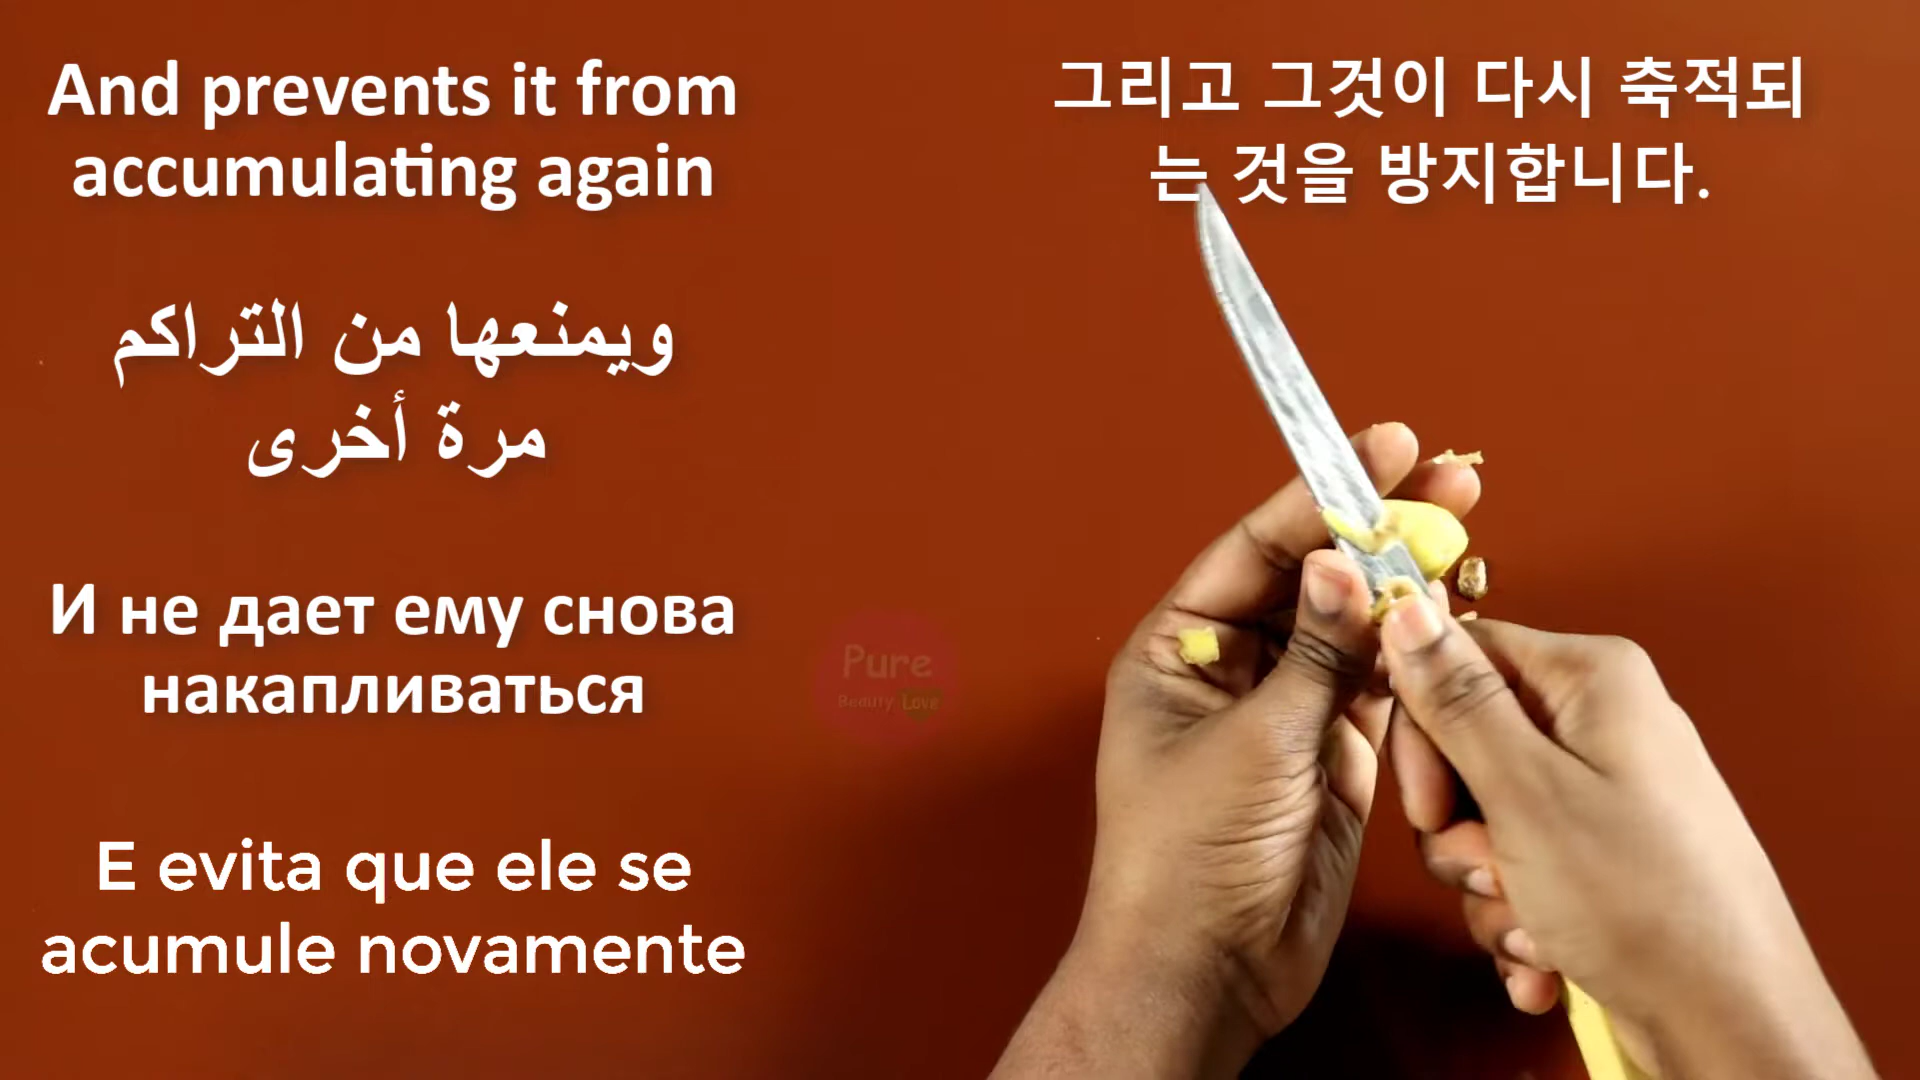 And prevents it from
accumulating again
ويمنعها من التراكم
مرة أخرى
И не дает ему снова
накапливаться
E evita que ele se
acumule novamente
그리고 그것이 다시 축적되
는 것을 방지합니다.
Pure
Beauty Love